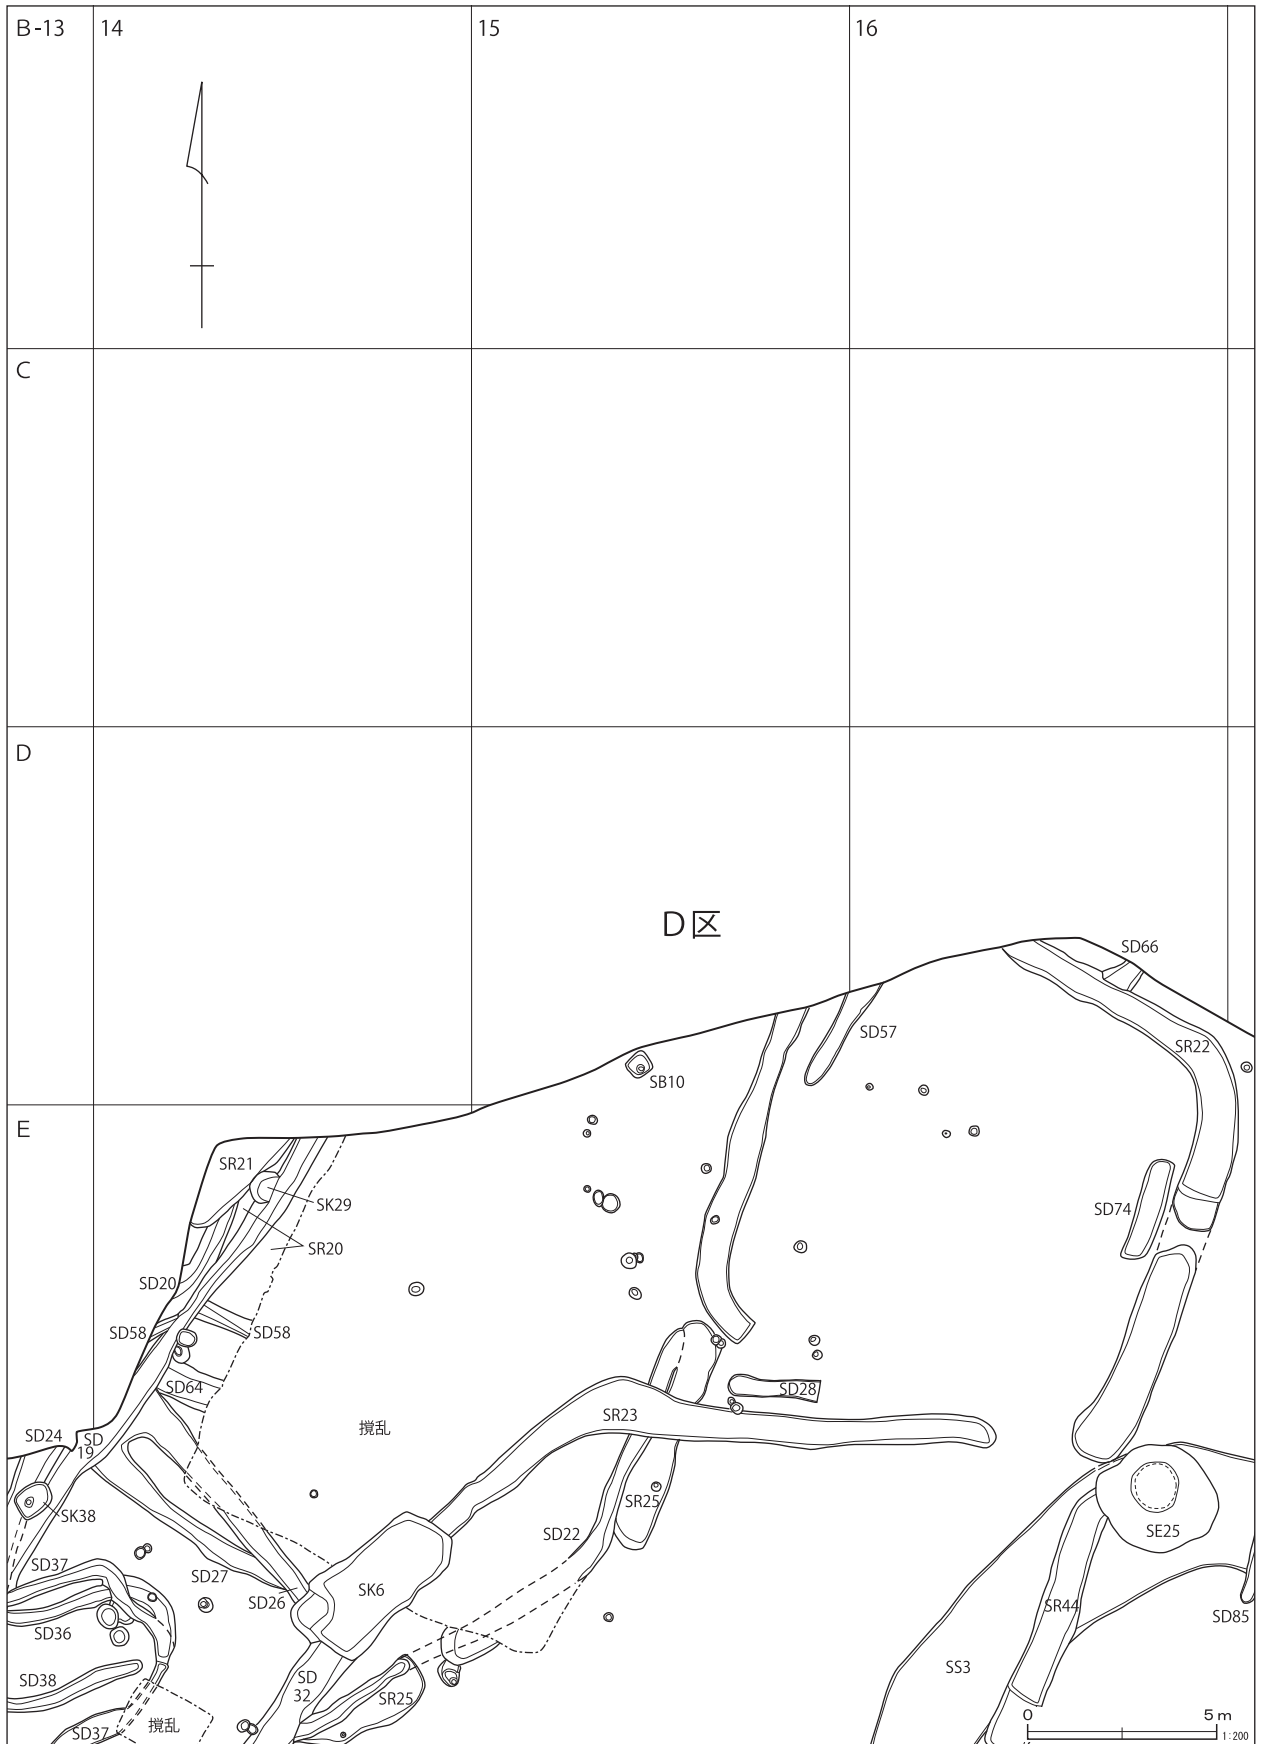 B-13
14
15
16
C
D
D区
SD66
SD57
SR22
SB10
E
SR21
SK29
SD74
SR20
SD20
SD58
SD58
SD64
SD28
撹乱
SR23
SD24
SD
19
SR25
SK38
SE25
SD22
SD37
SD27
SK6
SD26
SR44
SD85
SD36
SS3
SD38
SD
32
SR25
0
5 m
撹乱
SD37
1:200